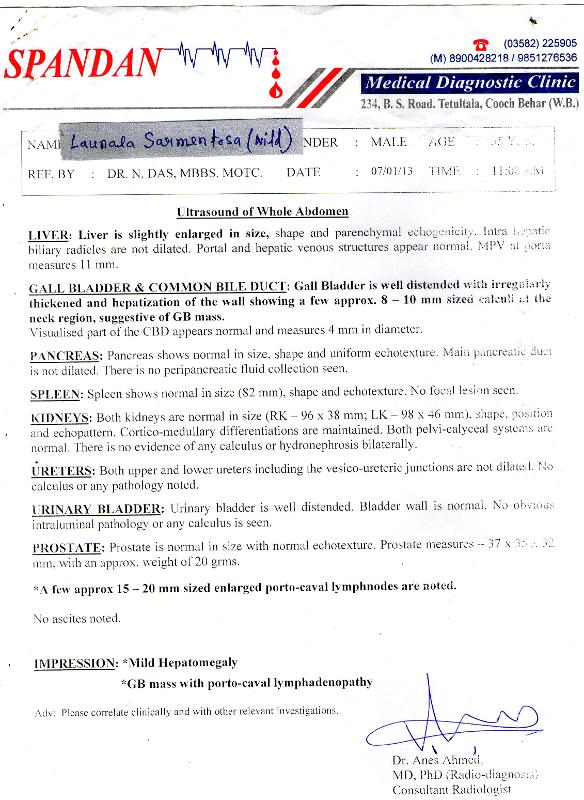 (03582) 225905
SPANDAN
(M) 8900428218 / 9851276536
Medical Diagnostic Clinic
234, B. S. Road. Tetultala, Cooch Behar (W.B.)
NAM Launala Sarmentosa (Willd) NDER : MALE AGE :
REF. BY : DR. N. DAS, MBBS. MOTC. DATE : 07/01/13 TIME : 11:00 AM
Ultrasound of Whole Abdomen
LIVER: Liver is slightly enlarged in size, shape and parenchymal echogenicity. Intra hepatic
biliary radicles are not dilated. Portal and hepatic venous structures appear normal. MPV at porta
measures 11 mm.
GALL BLADDER & COMMON BILE DUCT: Gall Bladder is well distended with irregularly
thickened and hepatization of the wall showing a few approx. 8 – 10 mm sized calculi at the
neck region, suggestive of GB mass.
Visualised part of the CBD appears normal and measures 4 mm in diameter.
PANCREAS: Pancreas shows normal in size, shape and uniform echotexture. Main pancreatic duct
is not dilated. There is no peripancreatic fluid collection seen.
SPLEEN: Spleen shows normal in size (82 mm), shape and echotexture. No focal lesion seen.
KIDNEYS: Both kidneys are normal in size (RK – 96 x 38 mm; LK – 98 x 46 mm), shape, position
and echopattern. Cortico-medullary differentiations are maintained. Both pelvi-calyceal systems are
normal. There is no evidence of any calculus or hydronephrosis bilaterally.
URETERS: Both upper and lower ureters including the vesico-ureteric junctions are not dilated. No
calculus or any pathology noted.
URINARY BLADDER: Urinary bladder is well distended. Bladder wall is normal. No obvious
intraluminal pathology or any calculus is seen.
PROSTATE: Prostate is normal in size with normal echotexture. Prostate measures – 37 x 35 x 32
mm, with an approx. weight of 20 grms.
*A few approx 15 – 20 mm sized enlarged porto-caval lymphnodes are noted.
No ascites noted.
IMPRESSION: *Mild Hepatomegaly
*GB mass with porto-caval lymphadenopathy
Adv: Please correlate clinically and with other relevant investigations.
Dr. Anes Ahmed,
MD, PhD (Radio-diagnosis)
Consultant Radiologist